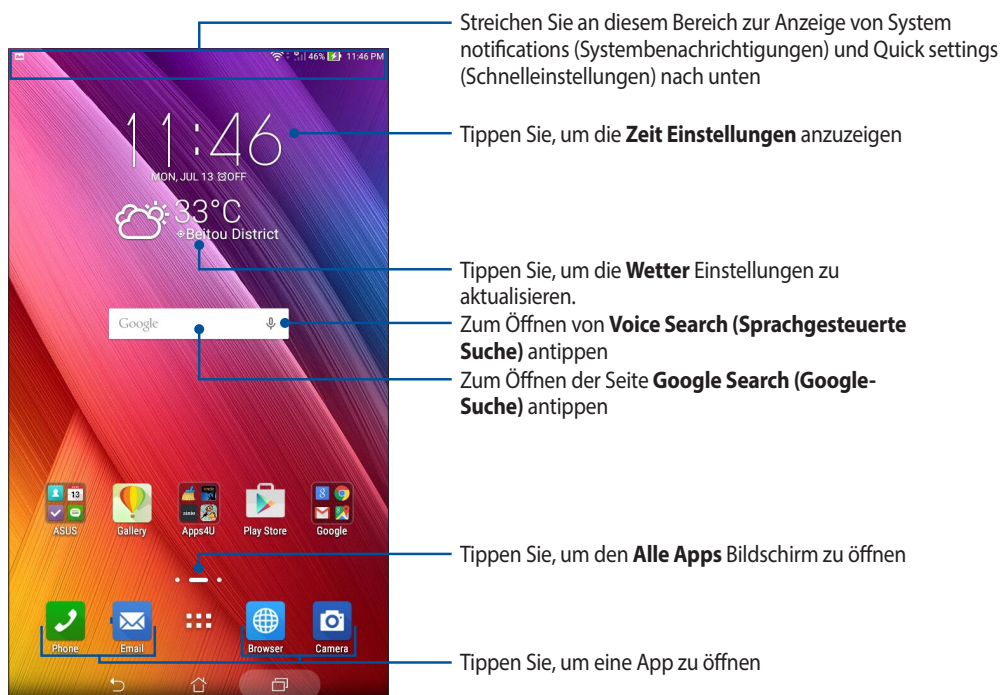 Streichen Sie an diesem Bereich zur Anzeige von System
notifications (Systembenachrichtigungen) und Quick settings
(Schnelleinstellungen) nach unten
46% 11:46 PM
11:46
Tippen Sie, um die Zeit Einstellungen anzuzeigen
MON, JUL 13 OFF
33°C
Beitou District
Tippen Sie, um die Wetter Einstellungen zu
aktualisieren.
Google
Zum Öffnen von Voice Search (Sprachgesteuerte
Suche) antippen
Zum Öffnen der Seite Google Search (Google-
Suche) antippen
13
8
ASUS Gallery Apps4U Play Store Google
Tippen Sie, um den Alle Apps Bildschirm zu öffnen
Phone Email Browser Camera
Tippen Sie, um eine App zu öffnen